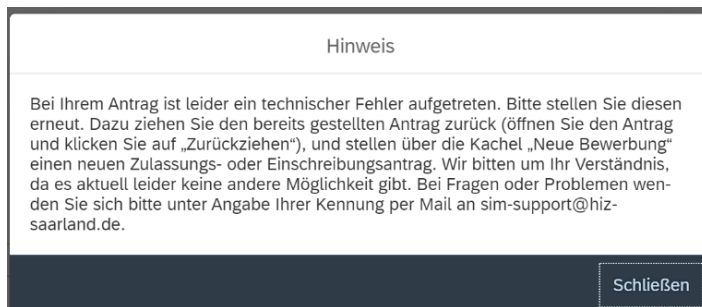 Hinweis
Bei Ihrem Antrag ist leider ein technischer Fehler aufgetreten. Bitte stellen Sie diesen
erneut. Dazu ziehen Sie den bereits gestellten Antrag zurück (öffnen Sie den Antrag
und klicken Sie auf „Zurückziehen“), und stellen über die Kachel „Neue Bewerbung“
einen neuen Zulassungs- oder Einschreibungsantrag. Wir bitten um Ihr Verständnis,
da es aktuell leider keine andere Möglichkeit gibt. Bei Fragen oder Problemen wen-
den Sie sich bitte unter Angabe Ihrer Kennung per Mail an sim-support@hiz-
saarland.de.
Schließen